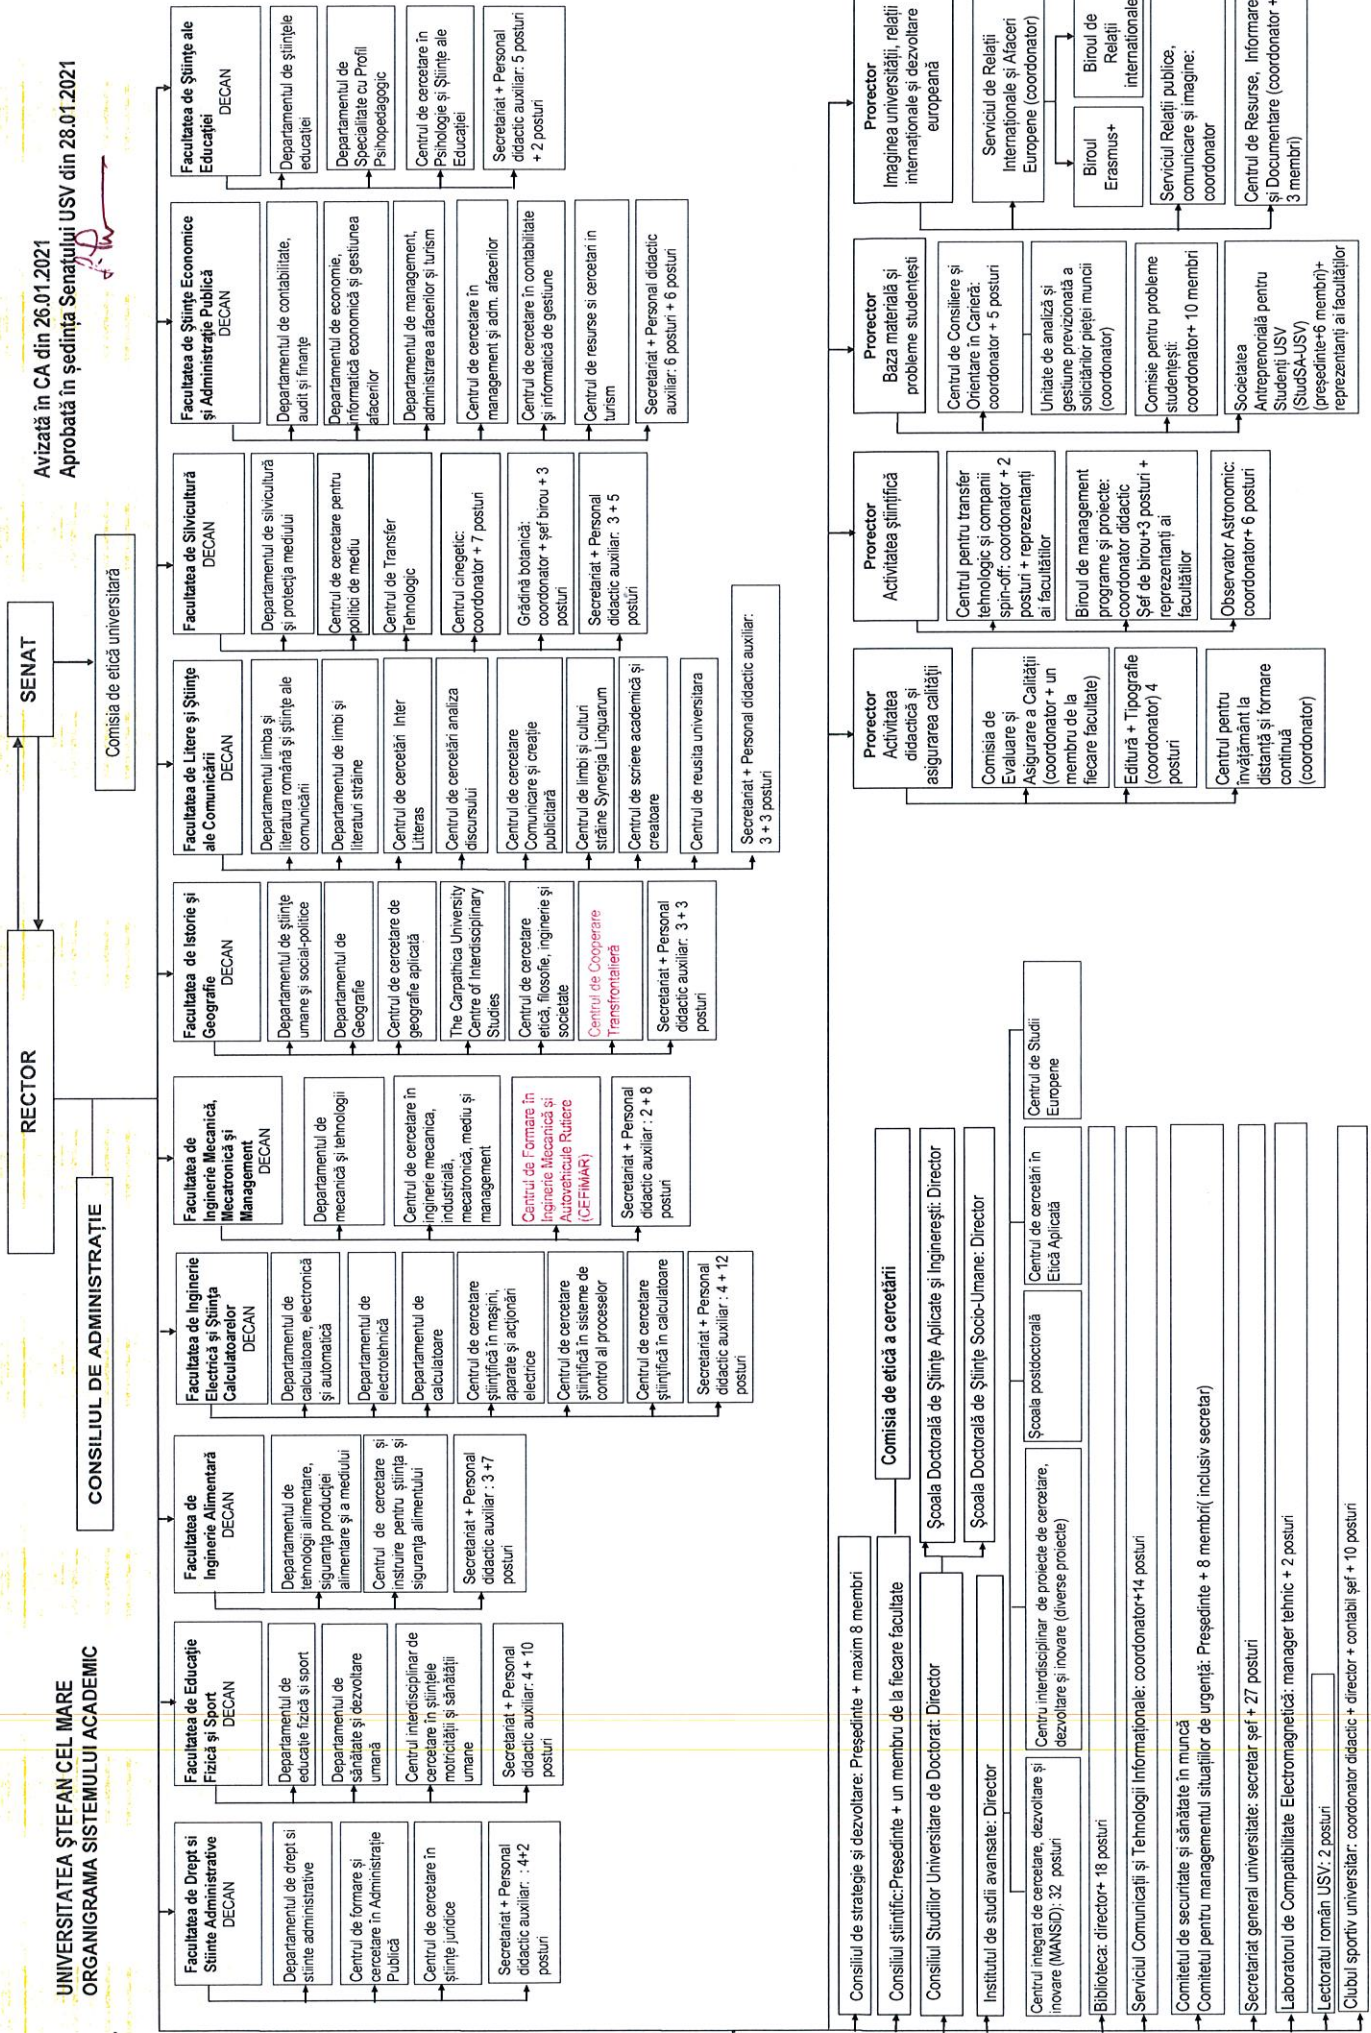 UNIVERSITATEA ŞTEFAN CEL MARE
ORGANIGRAMA SISTEMULUI ACADEMIC
Avizată în CA din 26.01.2021
Aprobată în şedinţa Senatului USV din 28.01.2021
RECTOR
SENAT
CONSILIUL DE ADMINISTRAŢIE
Comisia de etică universitară
Facultatea de Drept si
Stiinte Administrative
DECAN
Departamentul de drept si
stiinte administrative
Centrul de formare şi
cercetare în Administraţie
Publică
Centrul de cercetare în
ştiinţe juridice
Secretariat + Personal
didactic auxiliar: : 4+2
posturi
Facultatea de Educaţie
Fizică şi Sport
DECAN
Departamentul de
educaţie fizică şi sport
Departamentul de
sănătate şi dezvoltare
umană
Centrul interdisciplinar de
cercetare în ştiinţele
motricităţii şi sănătăţii
umane
Secretariat + Personal
didactic auxiliar: 4 + 10
posturi
Facultatea de
Inginerie Alimentară
DECAN
Departamentul de
tehnologii alimentare,
siguranţa producţiei
alimentare şi a mediului
Centrul de cercetare şi
instruire pentru ştiinţa şi
siguranţa alimentului
Secretariat + Personal
didactic auxiliar : 3 +7
posturi
Facultatea de Inginerie
Electrică şi Ştiinţa
Calculatoarelor
DECAN
Departamentul de
calculatoare, electronică
şi automatică
Departamentul de
electrotehnică
Departamentul de
calculatoare
Centrul de cercetare
ştiinţifică în maşini,
aparate şi acţionări
electrice
Centrul de cercetare
ştiinţifică în sisteme de
control al proceselor
Centrul de cercetare
ştiinţifică în calculatoare
Secretariat + Personal
didactic auxiliar : 4 + 12
posturi
Facultatea de
Inginerie Mecanică,
Mecatronică şi
Management
DECAN
Departamentul de
mecanică şi tehnologii
Centrul de cercetare în
inginerie mecanica,
industrială,
mecatronică, mediu şi
management
Centrul de Formare în
Inginerie Mecanică şi
Autovehicule Rutiere
(CEFIMAR)
Secretariat + Personal
didactic auxiliar : 2 + 8
posturi
Facultatea de Istorie şi
Geografie
DECAN
Departamentul de ştiinţe
umane şi social-politice
Departamentul de
Geografie
Centrul de cercetare de
geografie aplicată
The Carpathica University
Centre of Interdisciplinary
Studies
Centrul de cercetare
etică, filosofie, inginerie şi
societate
Centrul de Cooperare
Transfrontalieră
Secretariat + Personal
didactic auxiliar: 3 + 3
posturi
Facultatea de Litere şi Ştiinţe
ale Comunicării
DECAN
Departamentul limba şi
literatura română şi ştiinţe ale
comunicării
Departamentul de limbi şi
literaturi străine
Centrul de cercetări Inter
Litteras
Centrul de cercetări analiza
discursului
Centrul de cercetare
Comunicare şi creaţie
publicitară
Centrul de limbi şi culturi
străine Synergia Linguarum
Centrul de scriere academică şi
creatoare
Centrul de reusita universitara
Secretariat + Personal didactic auxiliar:
3 + 3 posturi
Facultatea de Silvicultură
DECAN
Departamentul de silvicultură
şi protecţia mediului
Centrul de cercetare pentru
politici de mediu
Centrul de Transfer
Tehnologic
Centrul cinegetic:
coordonator + 7 posturi
Grădină botanică:
coordonator + şef birou + 3
posturi
Secretariat + Personal
didactic auxiliar: 3 + 5
posturi
Facultatea de Ştiinţe Economice
şi Administraţie Publică
DECAN
Departamentul de contabilitate,
audit şi finanţe
Departamentul de economie,
informatică economică şi gestiunea
afacerilor
Departamentul de management,
administrarea afacerilor şi turism
Centrul de cercetare în
management şi adm. afacerilor
Centrul de cercetare în contabilitate
şi informatică de gestiune
Centrul de resurse si cercetari in
turism
Secretariat + Personal didactic
auxiliar: 6 posturi + 6 posturi
Facultatea de Ştiinţe ale
Educaţiei
DECAN
Departamentul de ştiinţele
educaţiei
Departamentul de
Specialitate cu Profil
Psihopedagogic
Centrul de cercetare în
Psihologie şi Ştiinţe ale
Educaţiei
Secretariat + Personal
didactic auxiliar: 5 posturi
+ 2 posturi
Consiliul de strategie şi dezvoltare: Preşedinte + maxim 8 membri
Consiliul stiintific:Preşedinte + un membru de la fiecare facultate
Comisia de etică a cercetării
Consiliul Studiilor Universitare de Doctorat: Director
Şcoala Doctorală de Ştiinţe Aplicate şi Inginereşti: Director
Şcoala Doctorală de Ştiinţe Socio-Umane: Director
Institutul de studii avansate: Director
Centrul integrat de cercetare, dezvoltare şi
inovare (MANSiD): 32 posturi
Centru interdisciplinar de proiecte de cercetare,
dezvoltare şi inovare (diverse proiecte)
Şcoala postdoctorală
Centrul de cercetări în
Etică Aplicată
Centrul de Studii
Europene
Biblioteca: director+ 18 posturi
Serviciul Comunicaţii şi Tehnologii Informaţionale: coordonator+14 posturi
Comitetul de securitate şi sănătate în muncă
Comitetul pentru managementul situaţiilor de urgenţă: Preşedinte + 8 membri( inclusiv secretar)
Secretariat general universitate: secretar şef + 27 posturi
Laboratorul de Compatibilitate Electromagnetică: manager tehnic + 2 posturi
Lectoratul român USV: 2 posturi
Clubul sportiv universitar: coordonator didactic + director + contabil şef + 10 posturi
Prorector
Activitatea
didactică şi
asigurarea calităţii
Comisia de
Evaluare şi
Asigurare a Calităţii
(coordonator + un
membru de la
fiecare facultate)
Editură + Tipografie
(coordonator) 4
posturi
Centrul pentru
învăţământ la
distanţă şi formare
continuă
(coordonator)
Prorector
Activitatea ştiinţifică
Centrul pentru transfer
tehnologic şi companii
spin-off: coordonator + 2
posturi + reprezentanţi
ai facultăţilor
Biroul de management
programe şi proiecte:
coordonator didactic
Şef de birou+3 posturi +
reprezentanti ai
facultătilor
Observator Astronomic:
coordonator+ 6 posturi
Prorector
Baza materială şi
probleme studenţeşti
Centrul de Consiliere şi
Orientare în Carieră:
coordonator + 5 posturi
Unitate de analiză şi
gestiune previzionată a
solicitărilor pieţei muncii
(coordonator)
Comisie pentru probleme
studenţeşti:
coordonator+ 10 membri
Societatea
Antreprenorială pentru
Studenţi USV
(StudSA-USV)
(preşedinte+6 membri)+
reprezentanţi ai facultăţilor
Prorector
Imaginea universităţii, relaţii
internaţionale şi dezvoltare
europeană
Serviciul de Relaţii
Internaţionale şi Afaceri
Europene (coordonator)
Biroul
Erasmus+
Biroul de
Relaţii
internationale
Serviciul Relaţii publice,
comunicare şi imagine:
coordonator
Centrul de Resurse, Informare
şi Documentare (coordonator +
3 membri)